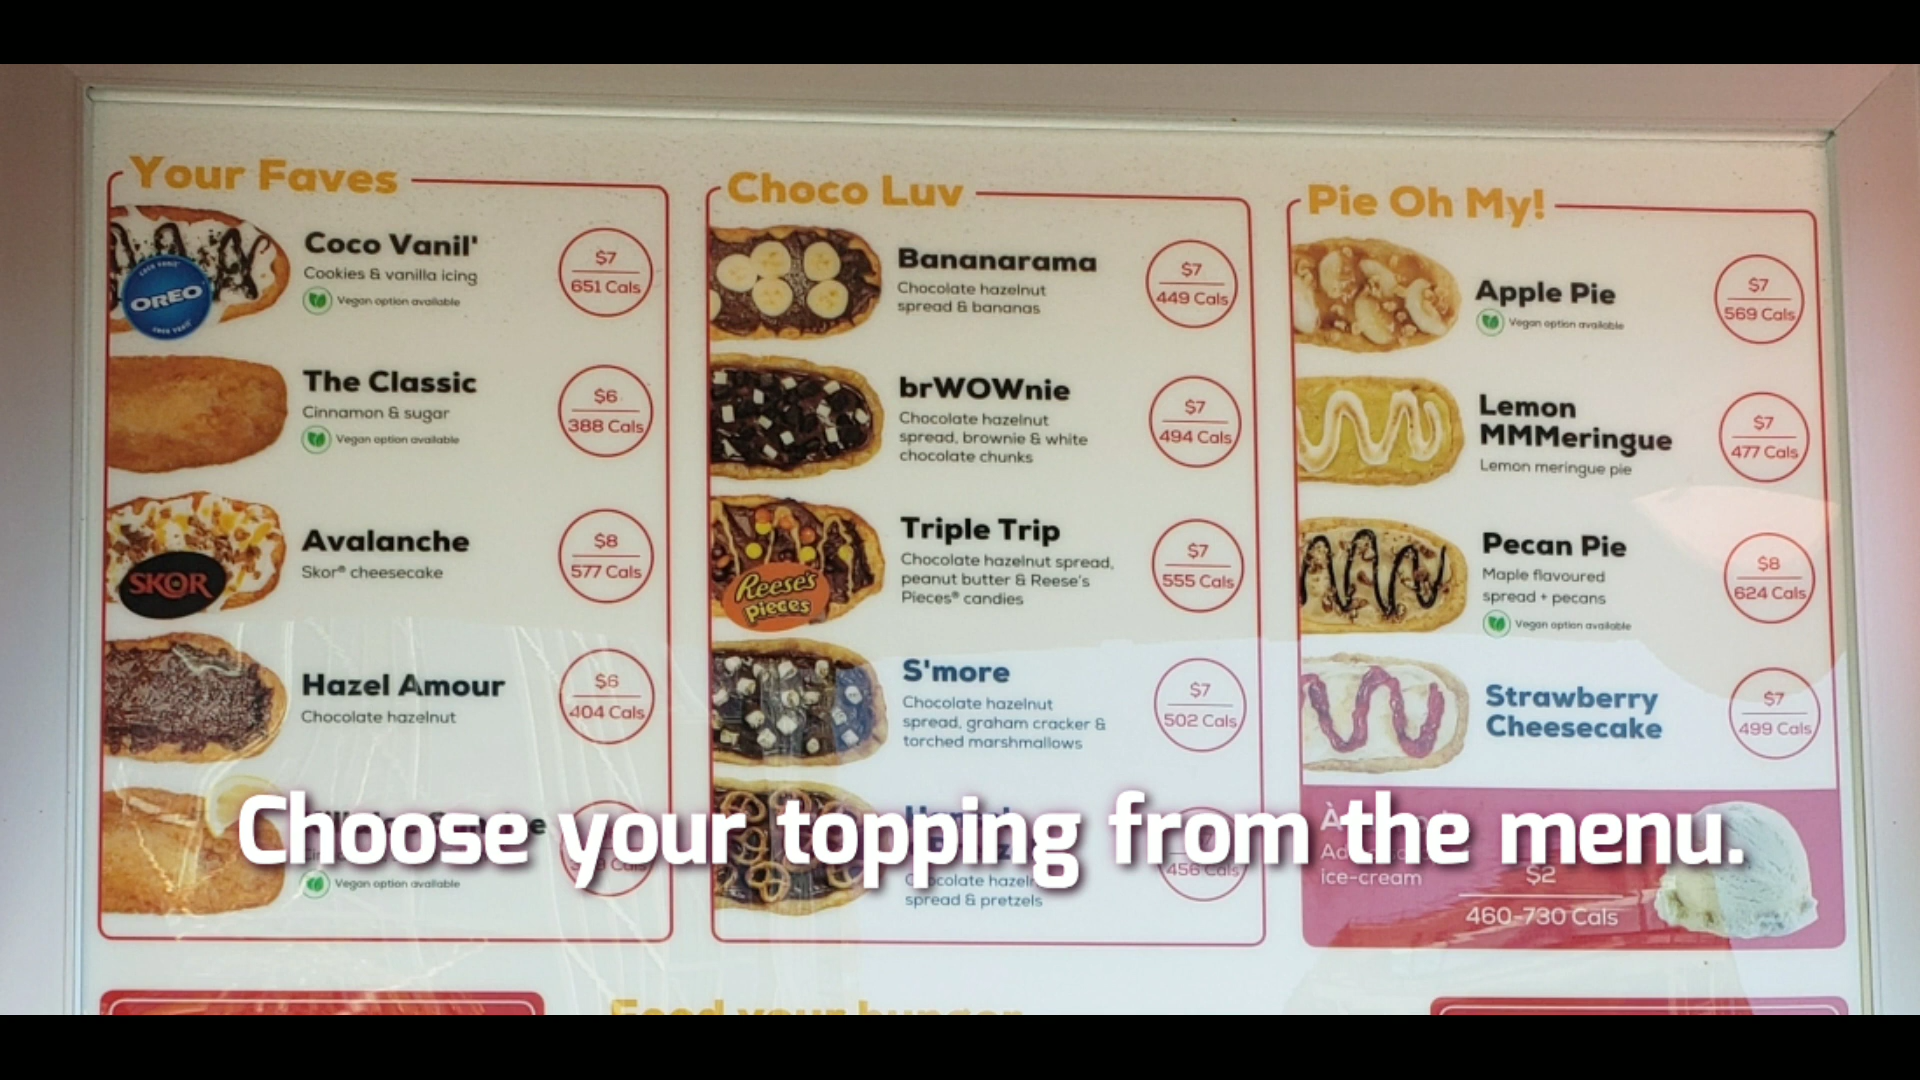 Your Faves
OREO
Coco Vanil'
Cookies & vanilla icing
Vegan option available
$7
651 Cals
The Classic
Cinnamon & sugar
Vegan option available
$6
388 Cals
SKOR
Avalanche
Skor® cheesecake
$8
577 Cals
Hazel Amour
Chocolate hazelnut
$6
404 Cals
Vegan option available
Choco Luv
Bananarama
Chocolate hazelnut
spread & bananas
$7
449 Cals
brWOWnie
Chocolate hazelnut
spread, brownie & white
chocolate chunks
$7
494 Cals
Reese's
Pieces
Triple Trip
Chocolate hazelnut spread,
peanut butter & Reese's
Pieces® candies
$7
555 Cals
S'more
Chocolate hazelnut
spread, graham cracker &
torched marshmallows
$7
502 Cals
spread & pretzels
456 Cals
Pie Oh My!
Apple Pie
Vegan option available
$7
569 Cals
Lemon
MMMeringue
Lemon meringue pie
$7
477 Cals
Pecan Pie
Maple flavoured
spread + pecans
Vegan option available
$8
624 Cals
Strawberry
Cheesecake
$7
499 Cals
ice-cream
$2
460-730 Cals
Choose your topping from the menu.
Food your hunger